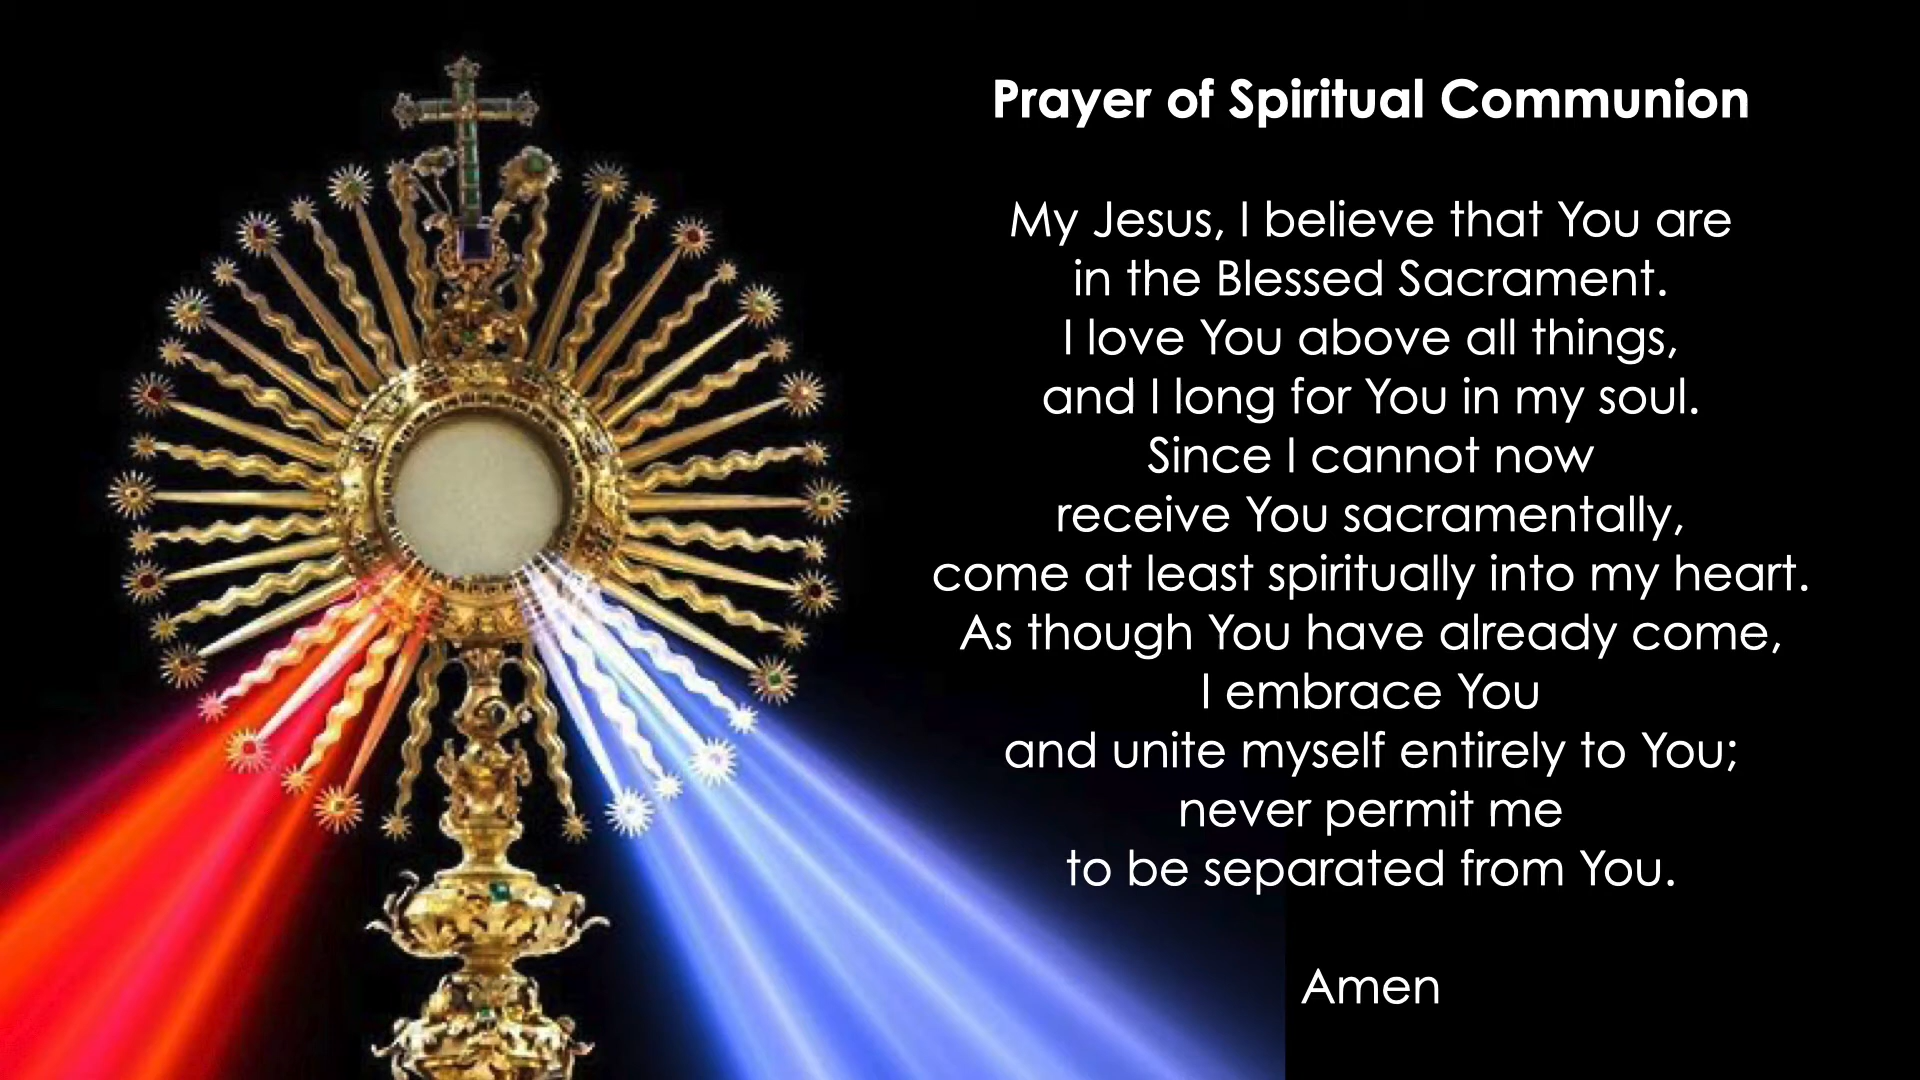 Prayer of Spiritual Communion
My Jesus, I believe that You are
in the Blessed Sacrament.
I love You above all things,
and I long for You in my soul.
Since I cannot now
receive You sacramentally,
come at least spiritually into my heart.
As though You have already come,
I embrace You
and unite myself entirely to You;
never permit me
to be separated from You.
Amen